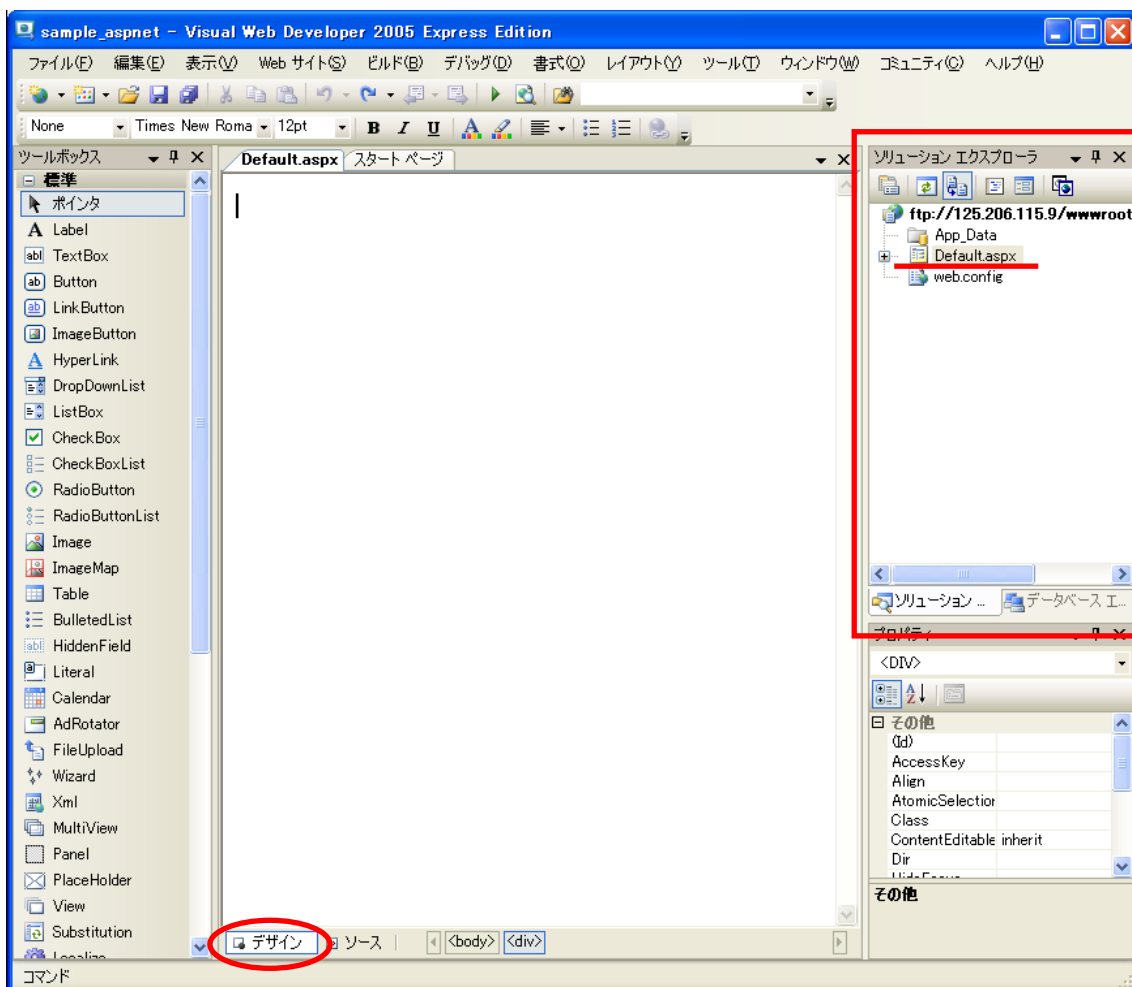 sample_aspnet - Visual Web Developer 2005 Express Edition
ファイル(F) 編集(E) 表示(V) Web サイト(S) ビルド(B) デバッグ(D) 書式(O) レイアウト(Y) ツール(T) ウィンドウ(W) コミュニティ(C) ヘルプ(H)
None Times New Roma 12pt B I U A
ツールボックス
標準
ポインタ
A Label
abl TextBox
ab Button
ab LinkButton
ImageButton
A HyperLink
DropDownList
ListBox
CheckBox
CheckBoxList
RadioButton
RadioButtonList
Image
ImageMap
Table
BulletedList
abl HiddenField
Literal
Calendar
AdRotator
FileUpload
Wizard
Xml
MultiView
Panel
PlaceHolder
View
Substitution
Localize
Default.aspx スタート ページ
デザイン ソース <body> <div>
ソリューション エクスプローラ
ftp://125.206.115.9/wwwroot
App_Data
Default.aspx
web.config
ソリューション ... データベース エ...
プロパティ
<DIV>
その他
(Id)
AccessKey
Align
AtomicSelection
Class
ContentEditable inherit
Dir
HideFocus
その他
コマンド